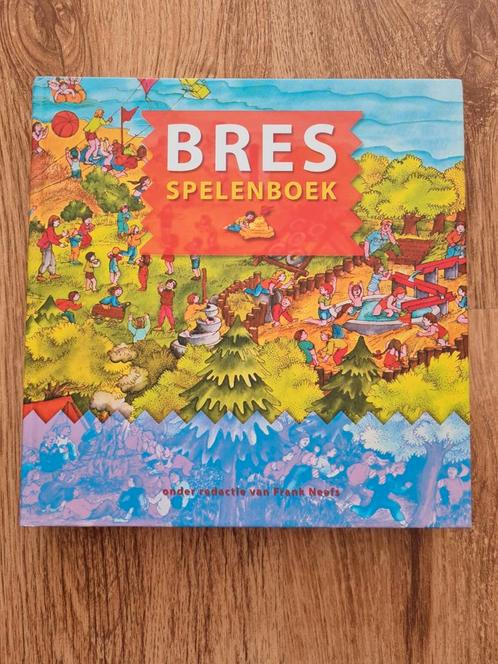 BRES
SPELENBOEK
onder redactie van Frank Neefs